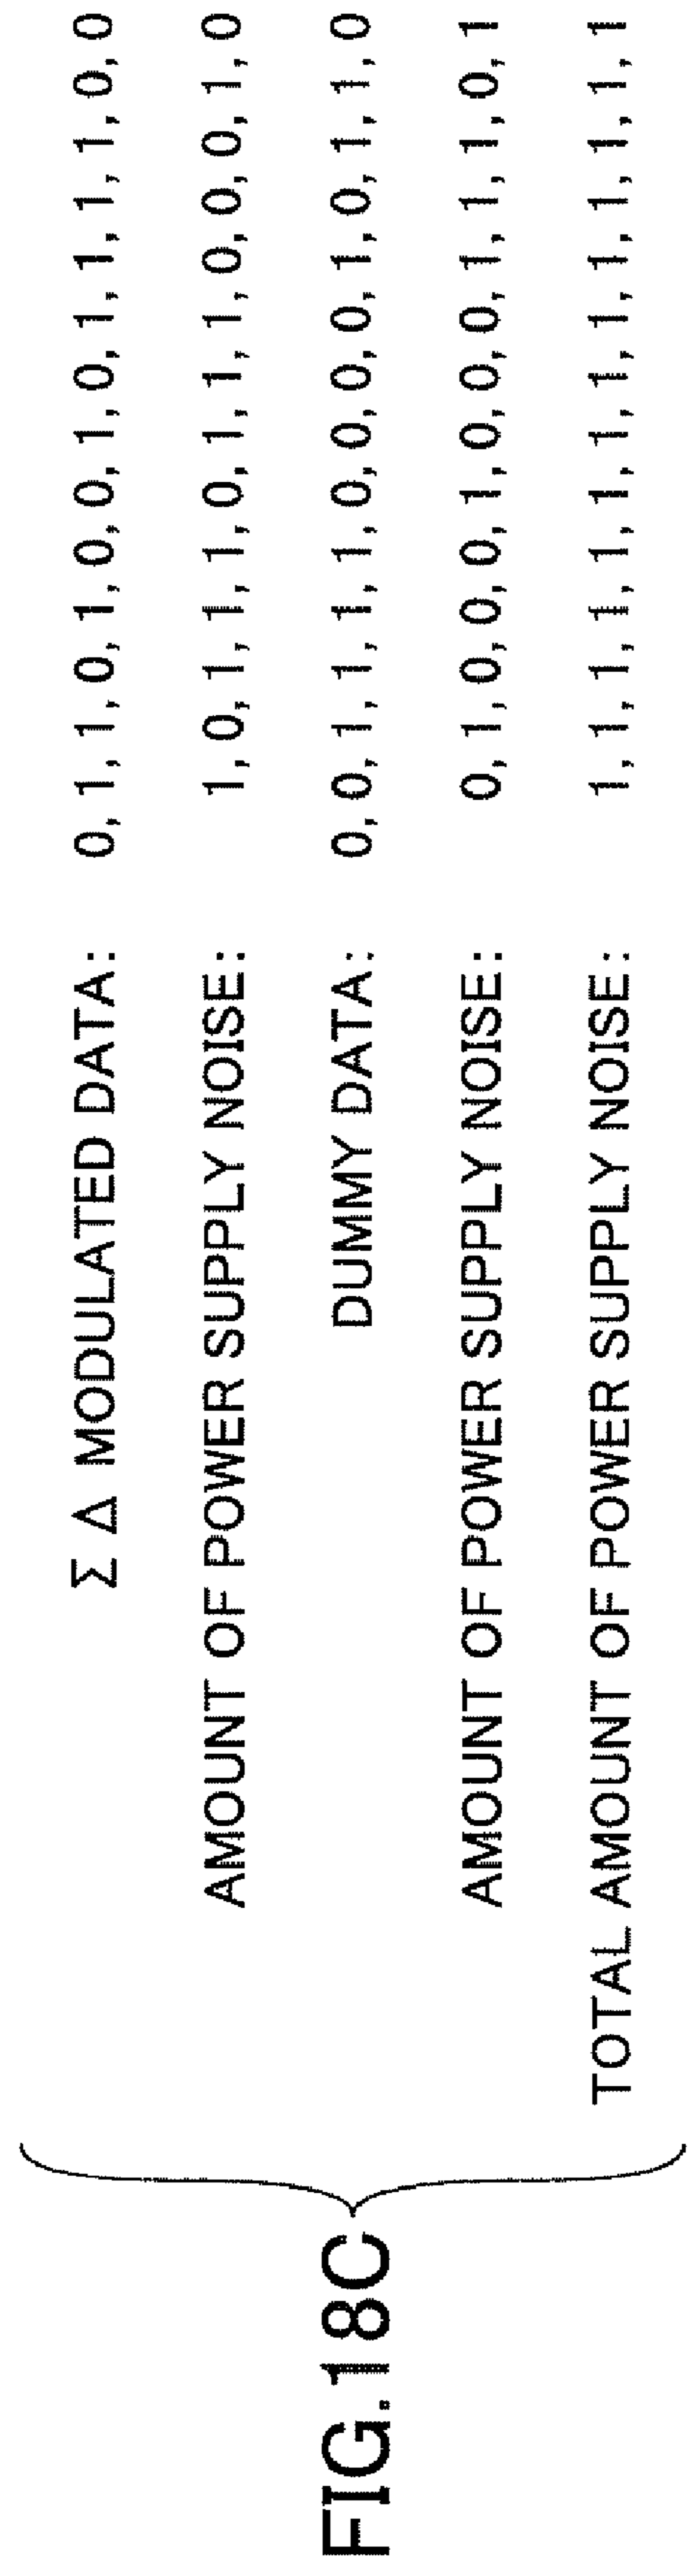 Σ Δ MODULATED DATA: 0, 1, 1, 0, 1, 0, 0, 1, 0, 1, 1, 1, 1, 0, 0
AMOUNT OF POWER SUPPLY NOISE: 1, 0, 1, 1, 1, 0, 1, 1, 1, 0, 0, 0, 1, 0
FIG.18C
DUMMY DATA: 0, 0, 1, 1, 1, 1, 0, 0, 0, 0, 1, 0, 1, 1, 0
AMOUNT OF POWER SUPPLY NOISE: 0, 1, 0, 0, 0, 1, 0, 0, 0, 1, 1, 1, 0, 1
TOTAL AMOUNT OF POWER SUPPLY NOISE: 1, 1, 1, 1, 1, 1, 1, 1, 1, 1, 1, 1, 1, 1